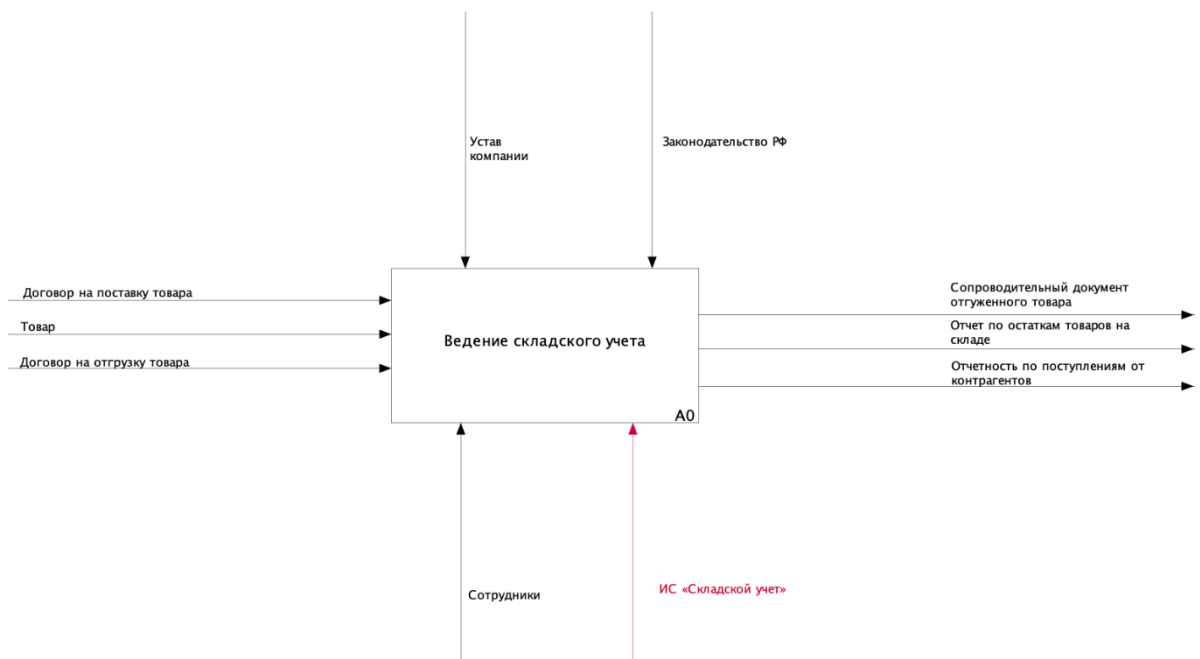 Устав
компании
Законодательство РФ
Договор на поставку товара
Товар
Договор на отгрузку товара
Ведение складского учета
A0
Сопроводительный документ
отгуженного товара
Отчет по остаткам товаров на
складе
Отчетность по поступлениям от
контрагентов
Сотрудники
ИС «Складской учет»